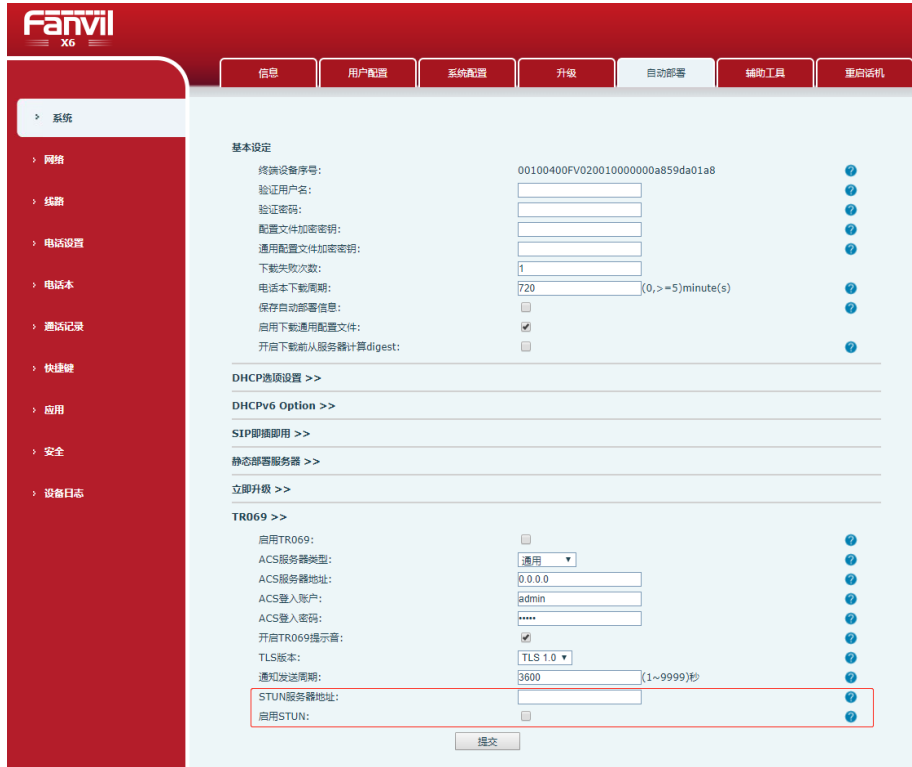 Fanvil
X6
信息 用户配置 系统配置 升级 自动部署 辅助工具 重启话机
› 系统
› 网络
› 线路
› 电话设置
› 电话本
› 通话记录
› 快捷键
› 应用
› 安全
› 设备日志
基本设定
终端设备序号: 00100400FV020010000000a859da01a8
验证用户名:
验证密码:
配置文件加密密钥:
通用配置文件加密密钥:
下载失败次数: 1
电话本下载周期: 720 (0,>=5)minute(s)
保存自动部署信息:
启用下载通用配置文件:
开启下载前从服务器计算digest:
DHCP选项设置 >>
DHCPv6 Option >>
SIP即插即用 >>
静态部署服务器 >>
立即升级 >>
TR069 >>
启用TR069:
ACS服务器类型: 通用
ACS服务器地址: 0.0.0.0
ACS登入账户: admin
ACS登入密码: •••••
开启TR069提示音:
TLS版本: TLS 1.0
通知发送周期: 3600 (1~9999)秒
STUN服务器地址:
启用STUN:
提交